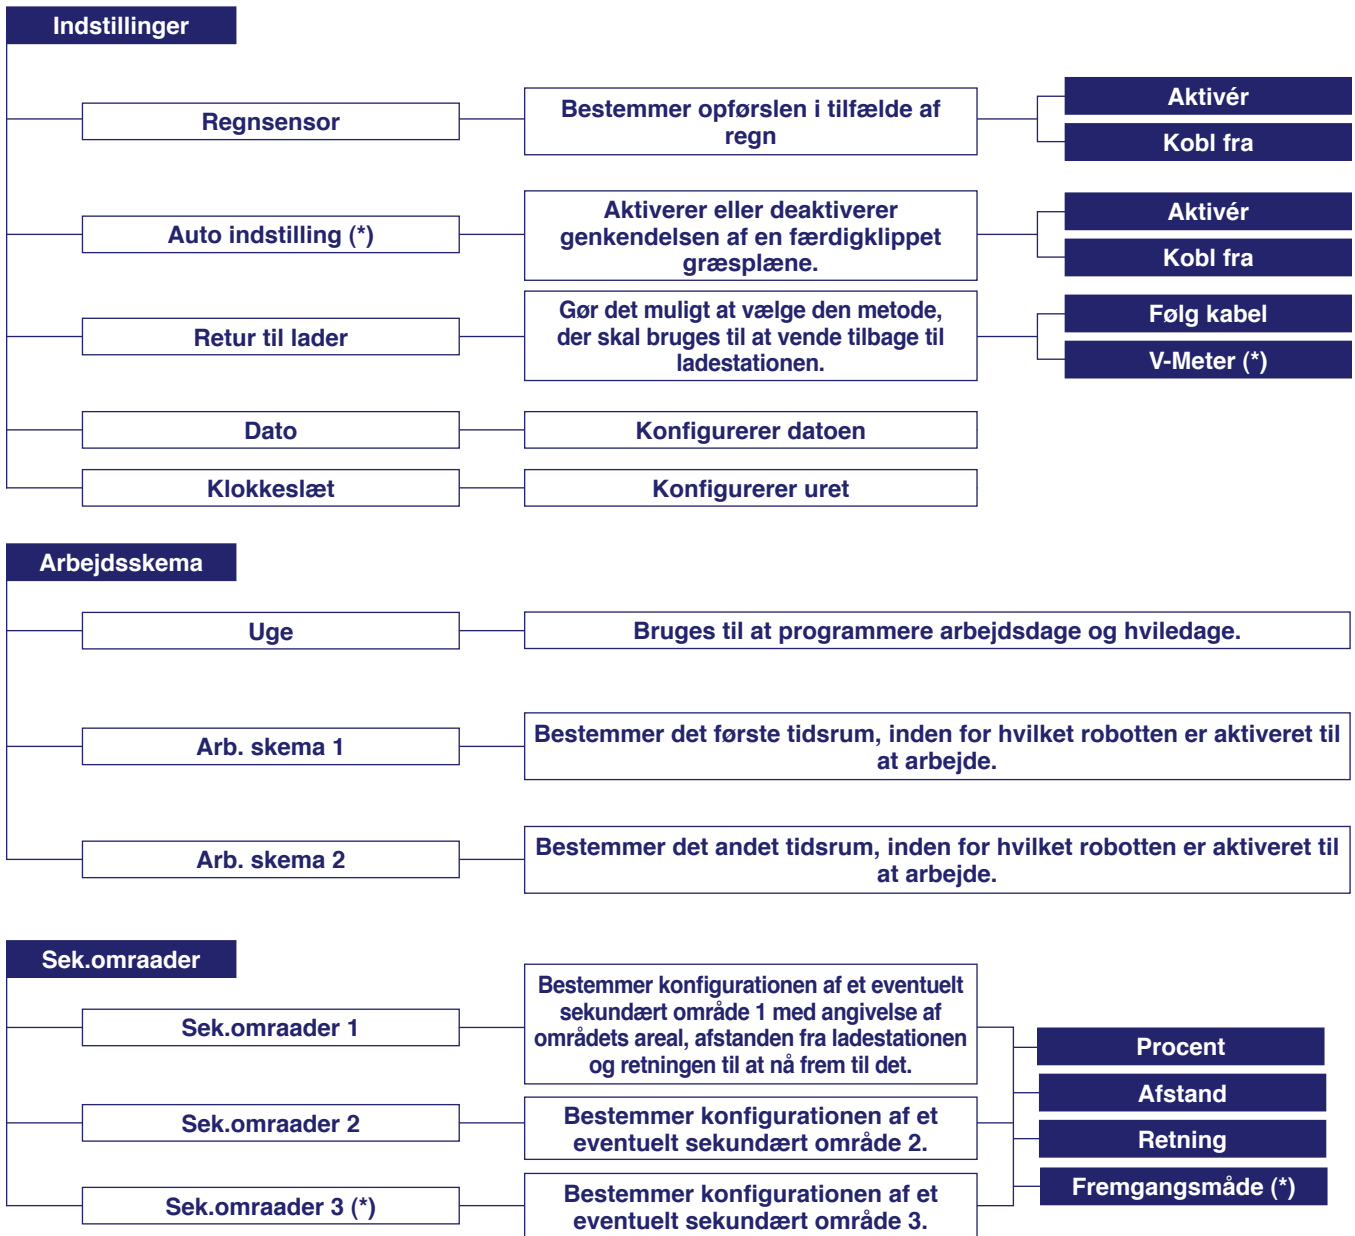 Indstillinger
Regnsensor
Bestemmer opførslen i tilfælde af
regn
Aktivér
Kobl fra
Auto indstilling (*)
Aktiverer eller deaktiverer
genkendelsen af en færdigklippet
græsplæne.
Aktivér
Kobl fra
Retur til lader
Gør det muligt at vælge den metode,
der skal bruges til at vende tilbage til
ladestationen.
Følg kabel
V-Meter (*)
Dato
Konfigurerer datoen
Klokkeslæt
Konfigurerer uret
Arbejdsskema
Uge
Bruges til at programmere arbejdsdage og hviledage.
Arb. skema 1
Bestemmer det første tidsrum, inden for hvilket robotten er aktiveret til
at arbejde.
Arb. skema 2
Bestemmer det andet tidsrum, inden for hvilket robotten er aktiveret til
at arbejde.
Sek.omraader
Sek.omraader 1
Bestemmer konfigurationen af et eventuelt
sekundært område 1 med angivelse af
områdets areal, afstanden fra ladestationen
og retningen til at nå frem til det.
Sek.omraader 2
Bestemmer konfigurationen af et
eventuelt sekundært område 2.
Sek.omraader 3 (*)
Bestemmer konfigurationen af et
eventuelt sekundært område 3.
Procent
Afstand
Retning
Fremgangsmåde (*)